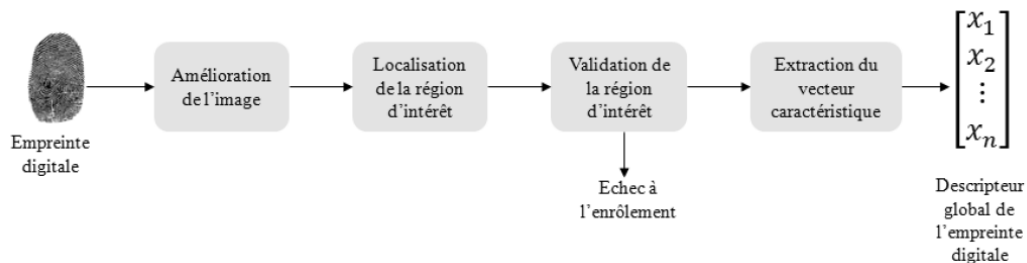 Empreinte
digitale
Amélioration
de l'image
Localisation
de la région
d'intérêt
Validation de
la région
d'intérêt
Echec à
l'enrôlement
Extraction du
vecteur
caractéristique
x₁
x₂
⋮
xₙ
Descripteur
global de
l'empreinte
digitale